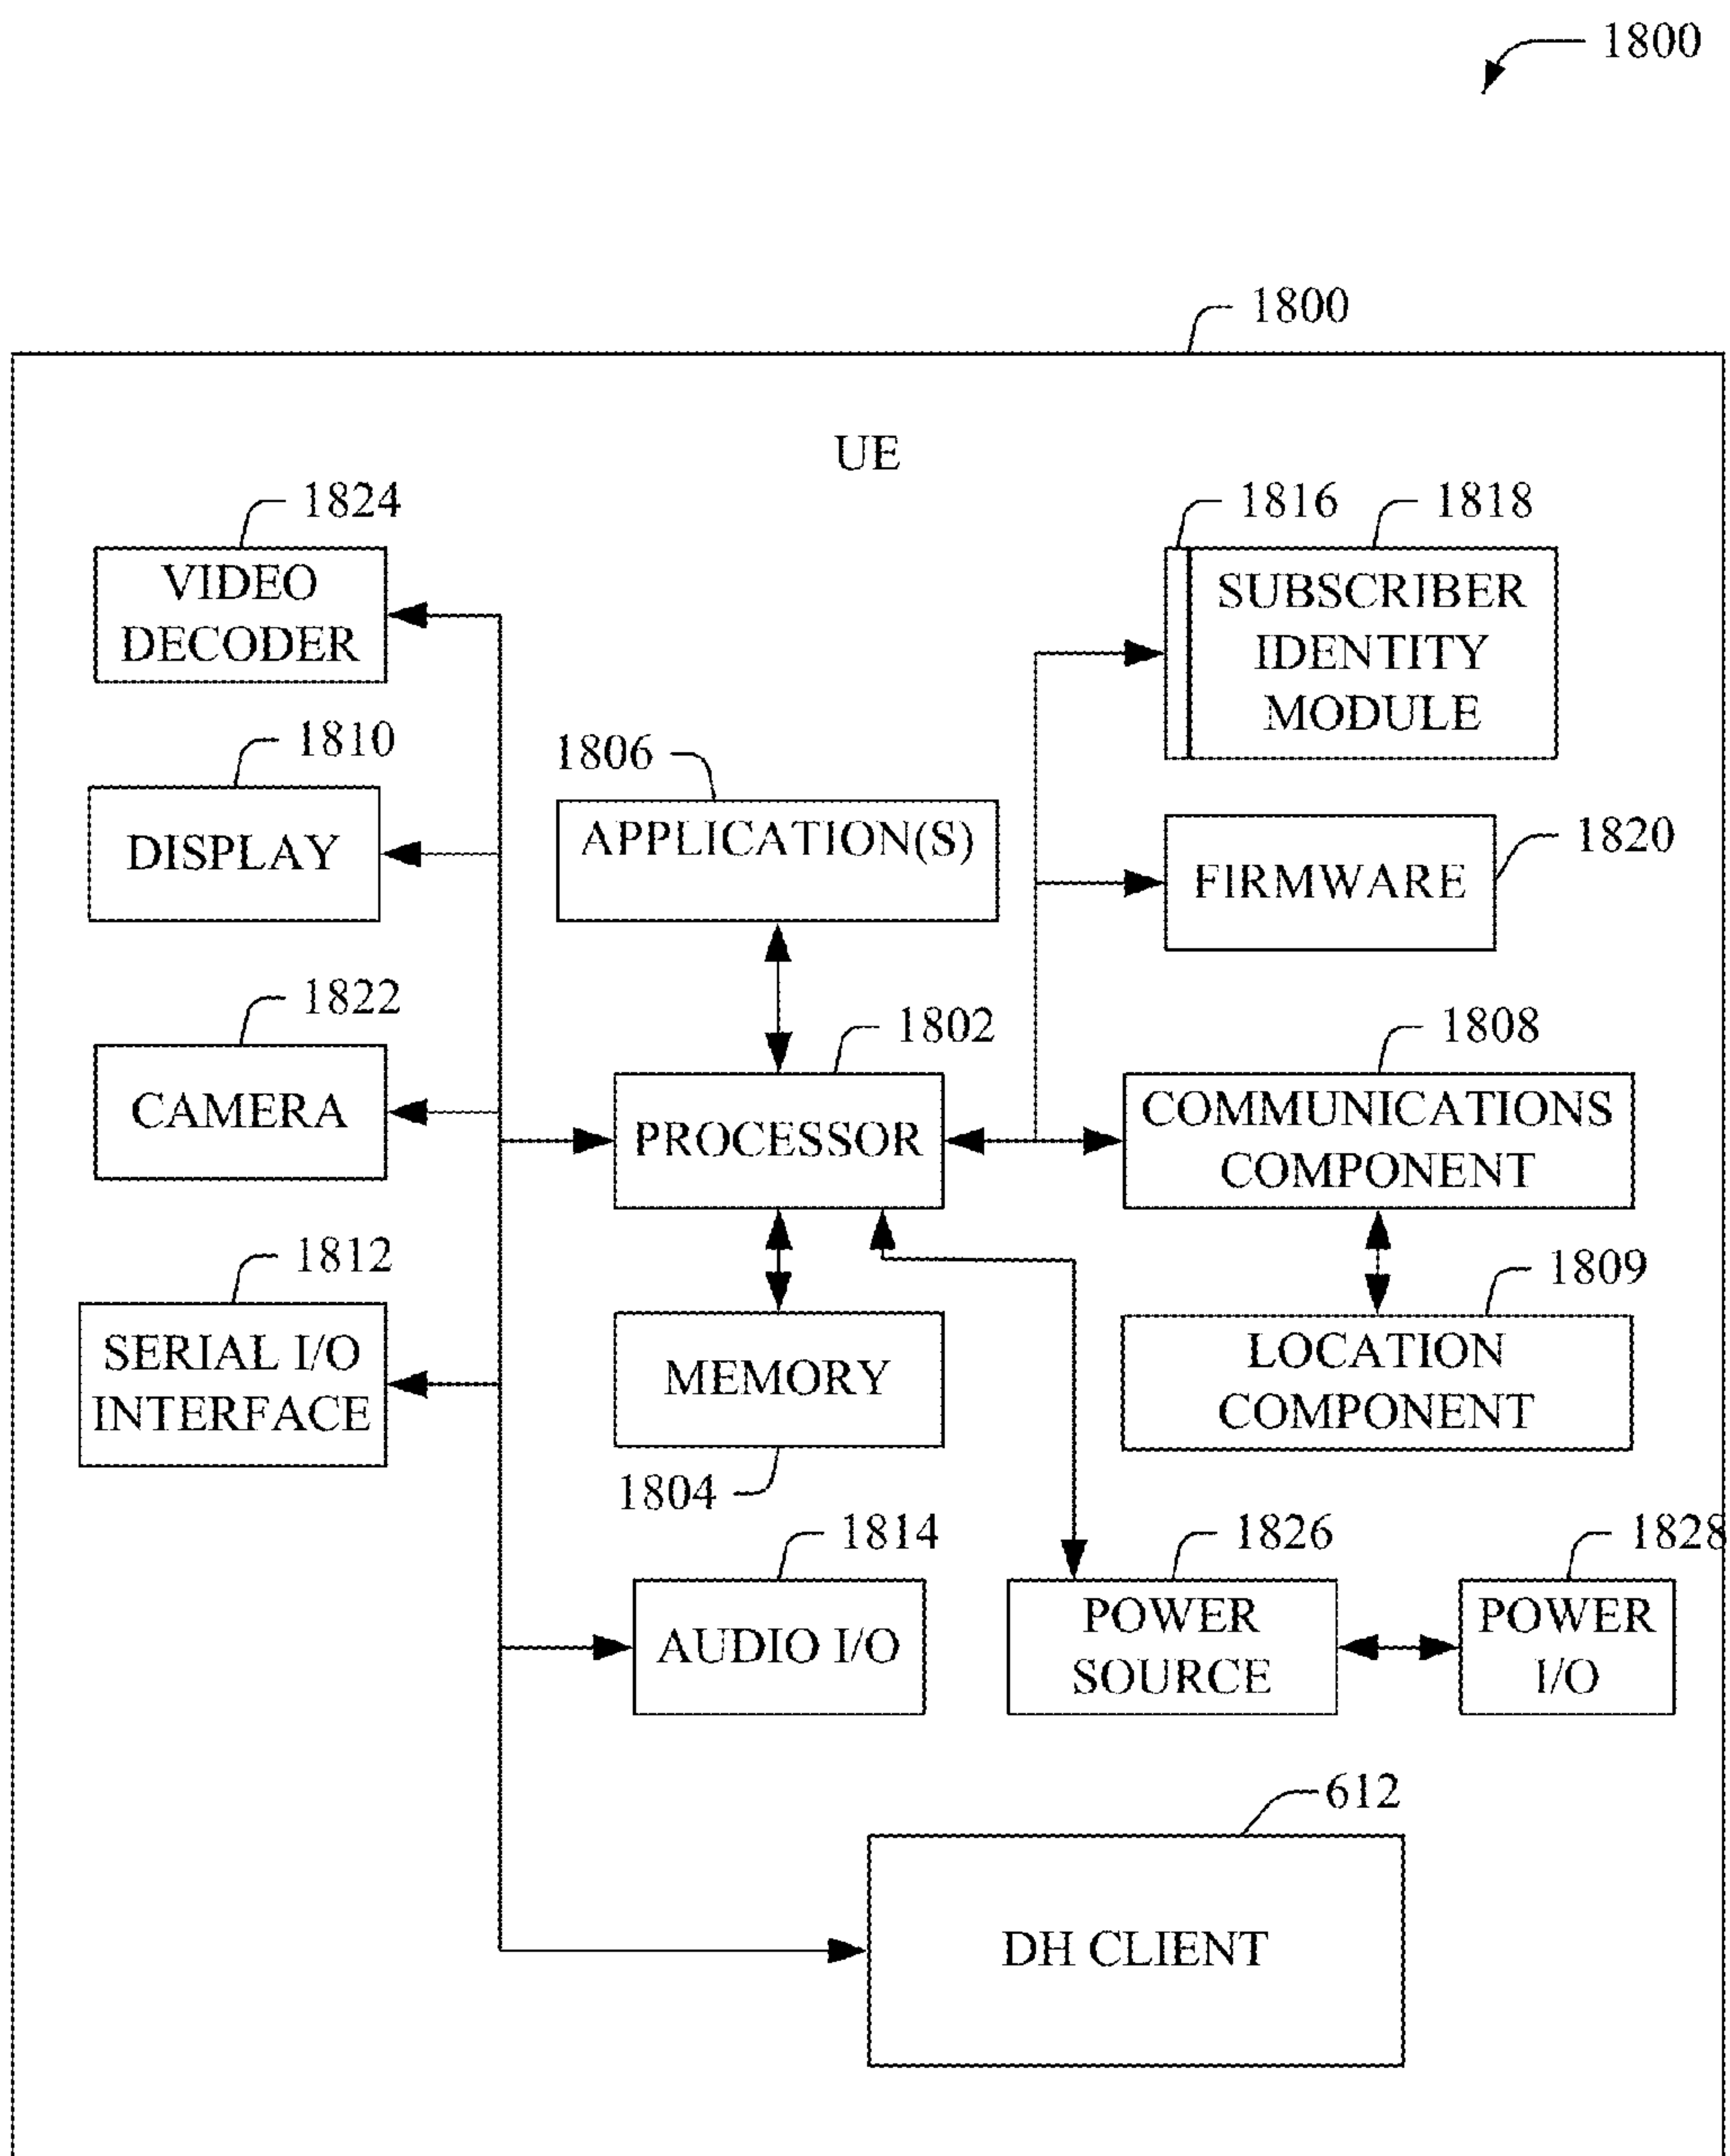 1800
1800
UE
1824
VIDEO
DECODER
1816
1818
SUBSCRIBER
IDENTITY
MODULE
1810
DISPLAY
1806
APPLICATION(S)
1820
FIRMWARE
1822
CAMERA
1802
PROCESSOR
1808
COMMUNICATIONS
COMPONENT
1812
SERIAL I/O
INTERFACE
MEMORY
1804
1809
LOCATION
COMPONENT
1814
AUDIO I/O
1826
POWER
SOURCE
1828
POWER
I/O
612
DH CLIENT